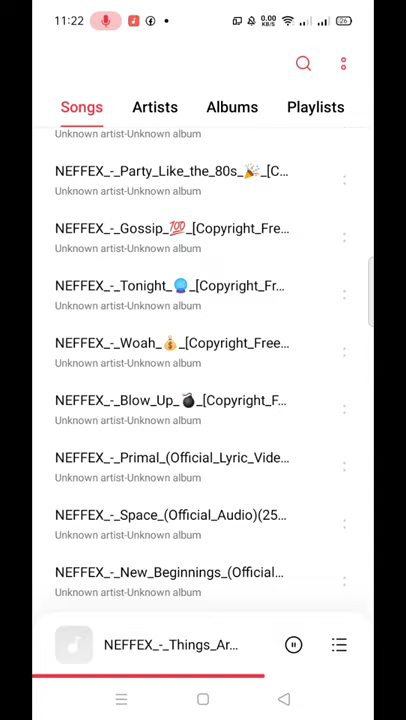 11:22
0.00
KB/S
26
Songs Artists Albums Playlists
Unknown artist-Unknown album
NEFFEX_-_Party_Like_the_80s_🎉_[C...
Unknown artist-Unknown album
NEFFEX_-_Gossip_💯_[Copyright_Fre...
Unknown artist-Unknown album
NEFFEX_-_Tonight_🔮_[Copyright_Fr...
Unknown artist-Unknown album
NEFFEX_-_Woah_💰_[Copyright_Free...
Unknown artist-Unknown album
NEFFEX_-_Blow_Up_💣_[Copyright_F...
Unknown artist-Unknown album
NEFFEX_-_Primal_(Official_Lyric_Vide...
Unknown artist-Unknown album
NEFFEX_-_Space_(Official_Audio)(25...
Unknown artist-Unknown album
NEFFEX_-_New_Beginnings_(Official...
Unknown artist-Unknown album
NEFFEX_-_Things_Ar...